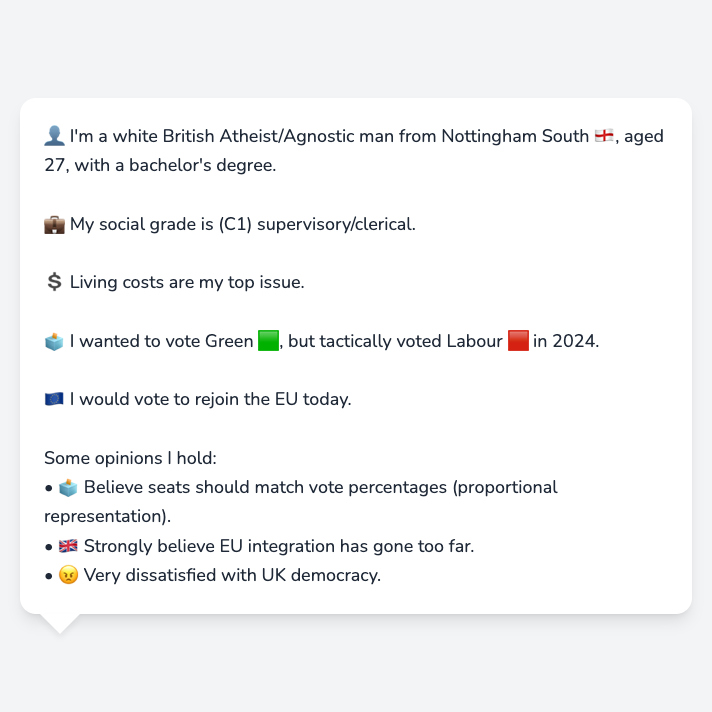 👤 I'm a white British Atheist/Agnostic man from Nottingham South 🏴󠁧󠁢󠁥󠁮󠁧󠁿, aged
27, with a bachelor's degree.
💼 My social grade is (C1) supervisory/clerical.
💲 Living costs are my top issue.
🗳️ I wanted to vote Green 🟩, but tactically voted Labour 🟥 in 2024.
🇪🇺 I would vote to rejoin the EU today.
Some opinions I hold:
• 🗳️ Believe seats should match vote percentages (proportional
representation).
• 🇬🇧 Strongly believe EU integration has gone too far.
• 😠 Very dissatisfied with UK democracy.